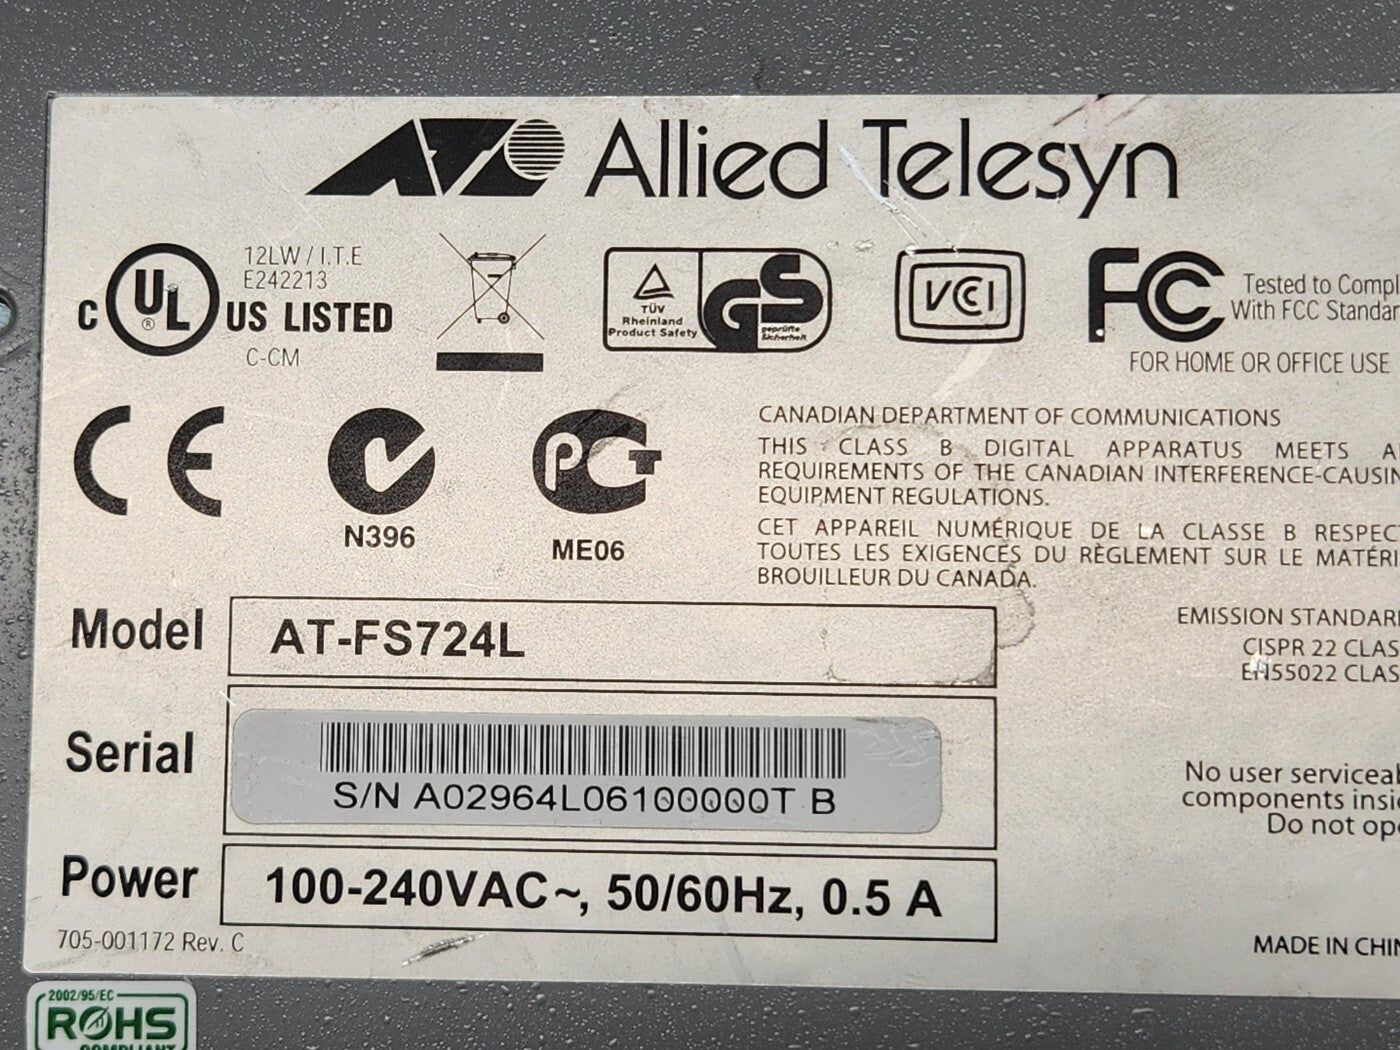 Allied Telesyn
12LW / I.T.E
E242213
C UL US LISTED
®
C-CM
TÜV
Rheinland
Product Safety
GS
geprüfte
Sicherheit
VCI
FC
Tested to Compl
With FCC Standar
FOR HOME OR OFFICE USE
CE
N396
PCT
ME06
CANADIAN DEPARTMENT OF COMMUNICATIONS
THIS CLASS B DIGITAL APPARATUS MEETS A
REQUIREMENTS OF THE CANADIAN INTERFERENCE-CAUSIN
EQUIPMENT REGULATIONS.
CET APPAREIL NUMÉRIQUE DE LA CLASSE B RESPEC
TOUTES LES EXIGENCES DU RÈGLEMENT SUR LE MATÉRI
BROUILLEUR DU CANADA.
Model AT-FS724L
EMISSION STANDAR
CISPR 22 CLAS
EN55022 CLAS
Serial
S/N A02964L06100000T B
No user serviceab
components insi
Do not op
Power 100-240VAC~, 50/60Hz, 0.5 A
705-001172 Rev. C
MADE IN CHIN
2002/95/EC
ROHS
COMPLIANT